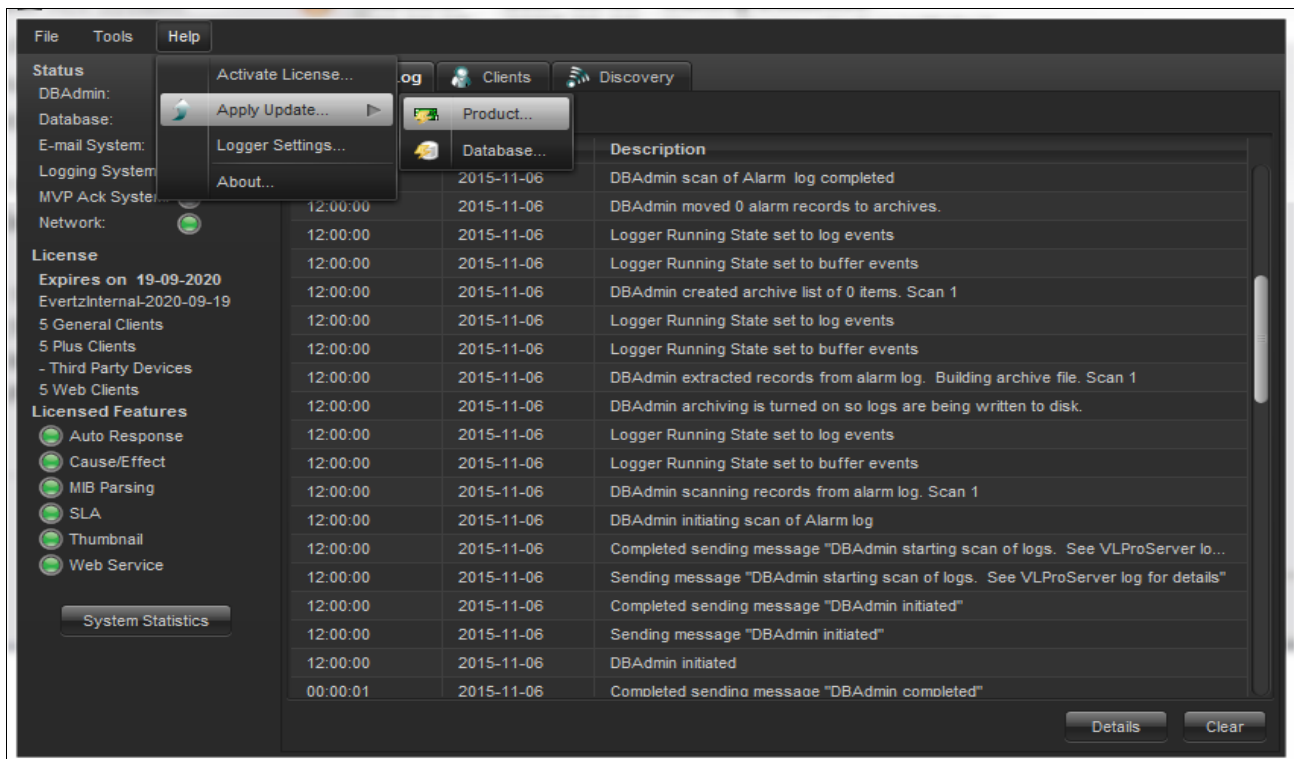 File Tools Help
Status
DBAdmin:
Database:
E-mail System:
Logging System
MVP Ack System:
Network:
License
Expires on 19-09-2020
EvertzInternal-2020-09-19
5 General Clients
5 Plus Clients
- Third Party Devices
5 Web Clients
Licensed Features
Auto Response
Cause/Effect
MIB Parsing
SLA
Thumbnail
Web Service
System Statistics
Activate License...
Apply Update...
Logger Settings...
About...
Product...
Database...
og Clients Discovery
Description
2015-11-06 DBAdmin scan of Alarm log completed
12:00:00 2015-11-06 DBAdmin moved 0 alarm records to archives.
12:00:00 2015-11-06 Logger Running State set to log events
12:00:00 2015-11-06 Logger Running State set to buffer events
12:00:00 2015-11-06 DBAdmin created archive list of 0 items. Scan 1
12:00:00 2015-11-06 Logger Running State set to log events
12:00:00 2015-11-06 Logger Running State set to buffer events
12:00:00 2015-11-06 DBAdmin extracted records from alarm log. Building archive file. Scan 1
12:00:00 2015-11-06 DBAdmin archiving is turned on so logs are being written to disk.
12:00:00 2015-11-06 Logger Running State set to log events
12:00:00 2015-11-06 Logger Running State set to buffer events
12:00:00 2015-11-06 DBAdmin scanning records from alarm log. Scan 1
12:00:00 2015-11-06 DBAdmin initiating scan of Alarm log
12:00:00 2015-11-06 Completed sending message "DBAdmin starting scan of logs. See VLProServer lo...
12:00:00 2015-11-06 Sending message "DBAdmin starting scan of logs. See VLProServer log for details"
12:00:00 2015-11-06 Completed sending message "DBAdmin initiated"
12:00:00 2015-11-06 Sending message "DBAdmin initiated"
12:00:00 2015-11-06 DBAdmin initiated
00:00:01 2015-11-06 Completed sending message "DBAdmin completed"
Details Clear